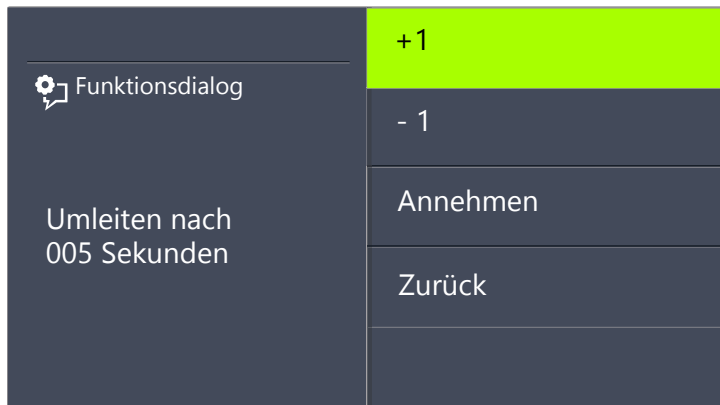 Funktionsdialog
Umleiten nach
005 Sekunden
+1
- 1
Annehmen
Zurück